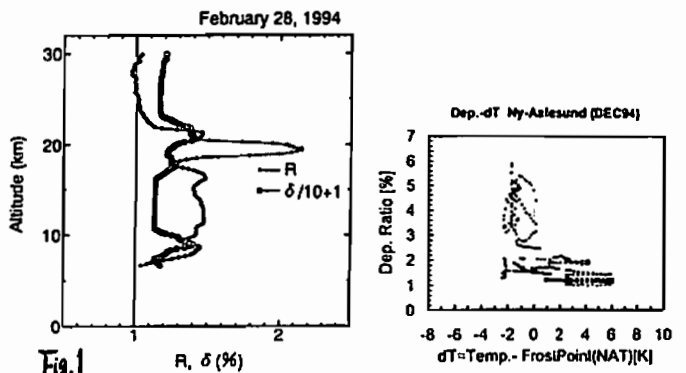 February 28, 1994
30
20
10
0
Altitude (km)
R
δ/10+1
1
2
R, δ (%)
Fig.1
Dep.-dT Ny-Aalesund (DEC94)
7
6
5
4
3
2
1
0
Dep. Ratio [%]
-8 -6 -4 -2 0 2 4 6 8 10
dT=Temp.- FrostPoint(NAT)[K]